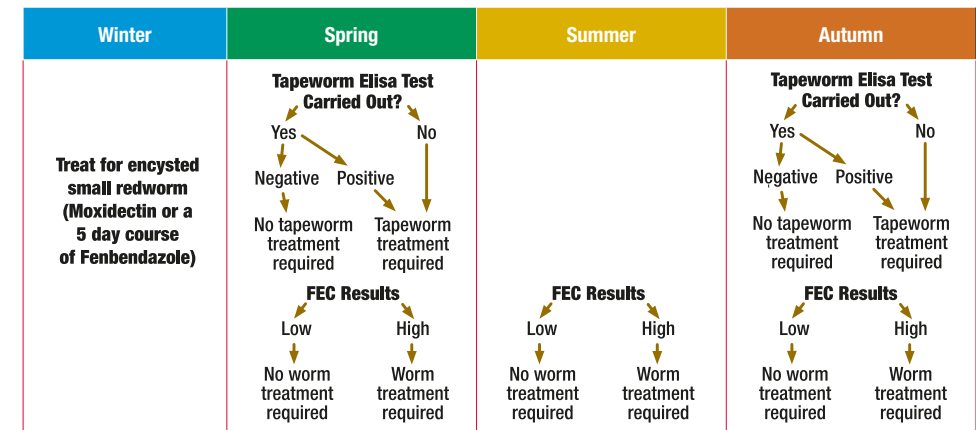 Winter
Spring
Summer
Autumn
Treat for encysted
small redworm
(Moxidectin or a
5 day course
of Fenbendazole)
Tapeworm Elisa Test
Carried Out?
Yes
No
Negative
Positive
No tapeworm
treatment
required
Tapeworm
treatment
required
FEC Results
Low
High
No worm
treatment
required
Worm
treatment
required
FEC Results
Low
High
No worm
treatment
required
Worm
treatment
required
Tapeworm Elisa Test
Carried Out?
Yes
No
Negative
Positive
No tapeworm
treatment
required
Tapeworm
treatment
required
FEC Results
Low
High
No worm
treatment
required
Worm
treatment
required